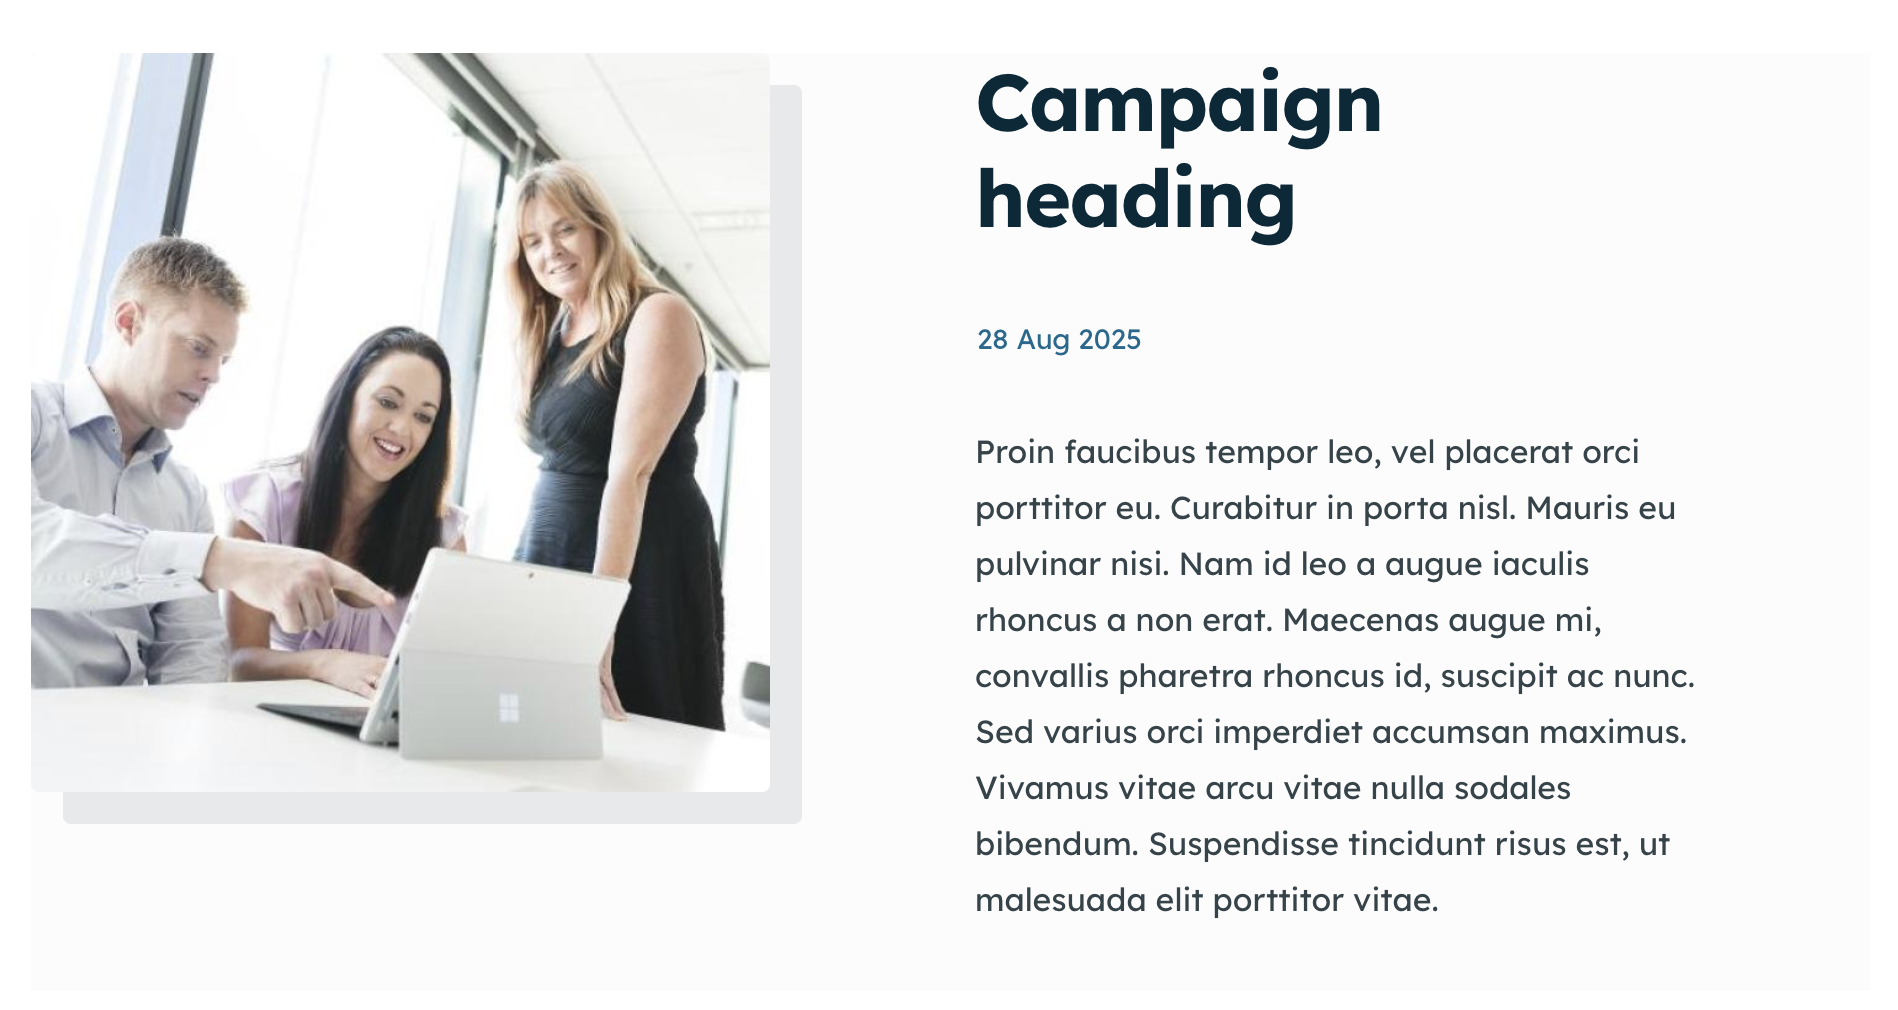 Campaign
heading
28 Aug 2025
Proin faucibus tempor leo, vel placerat orci
porttitor eu. Curabitur in porta nisl. Mauris eu
pulvinar nisi. Nam id leo a augue iaculis
rhoncus a non erat. Maecenas augue mi,
convallis pharetra rhoncus id, suscipit ac nunc.
Sed varius orci imperdiet accumsan maximus.
Vivamus vitae arcu vitae nulla sodales
bibendum. Suspendisse tincidunt risus est, ut
malesuada elit porttitor vitae.